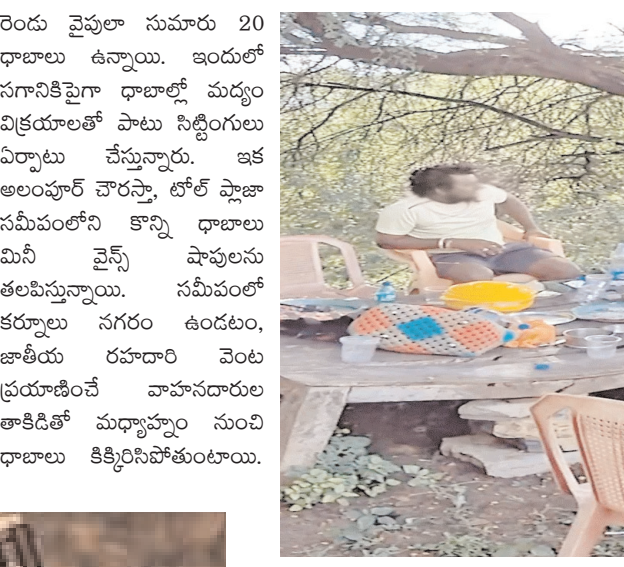 రెండు వైపులా సుమారు 20
ధాబాలు ఉన్నాయి. ఇందులో
సగానికిపైగా ధాబాల్లో మద్యం
విక్రయాలతో పాటు సిట్టింగులు
ఏర్పాటు చేస్తున్నారు. ఇక
అలంపూర్ చౌరస్తా, టోల్ ప్లాజా
సమీపంలోని కొన్ని ధాబాలు
మినీ వైన్స్ షాపులను
తలపిస్తున్నాయి. సమీపంలో
కర్నూలు నగరం ఉండటం,
జాతీయ రహదారి వెంట
ప్రయాణించే వాహనదారుల
తాకిడితో మధ్యాహ్నం నుంచి
ధాబాలు కిక్కిరిసిపోతుంటాయి.